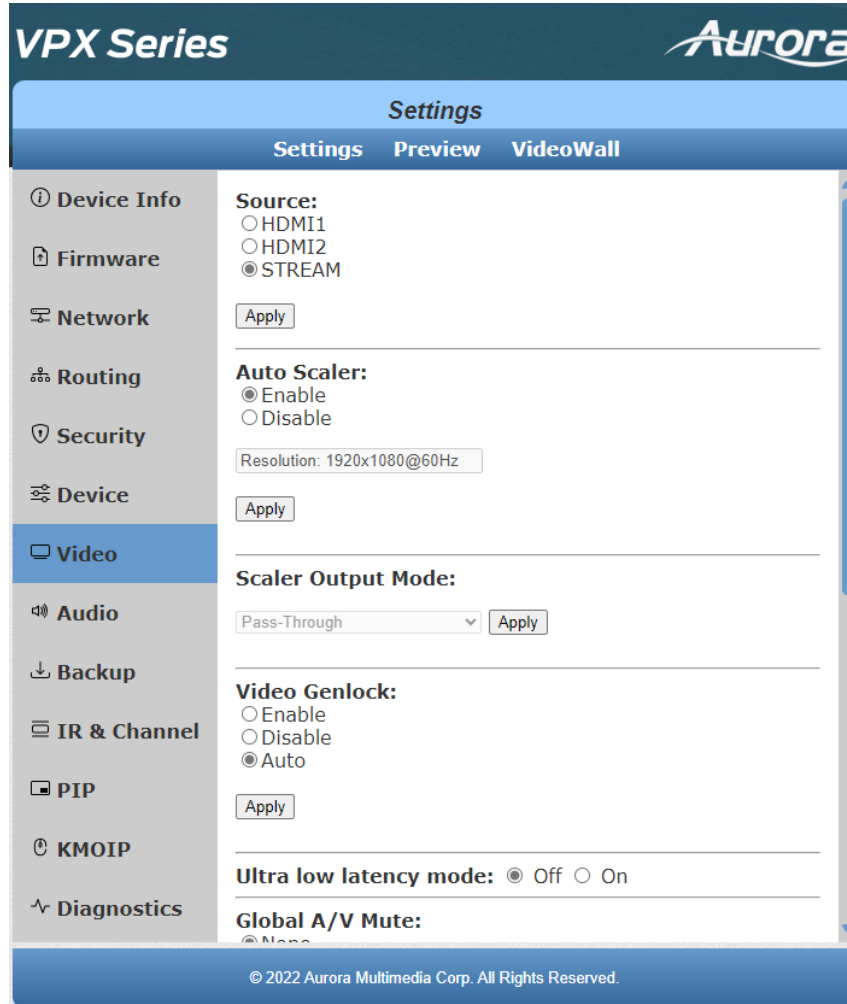 VPX Series
Aurora
Settings
Settings Preview VideoWall
Device Info
Firmware
Network
Routing
Security
Device
Video
Audio
Backup
IR & Channel
PIP
KMOIP
Diagnostics
Source:
HDMI1
HDMI2
STREAM
Apply
Auto Scaler:
Enable
Disable
Resolution: 1920x1080@60Hz
Apply
Scaler Output Mode:
Pass-Through Apply
Video Genlock:
Enable
Disable
Auto
Apply
Ultra low latency mode: Off On
Global A/V Mute:
None
© 2022 Aurora Multimedia Corp. All Rights Reserved.